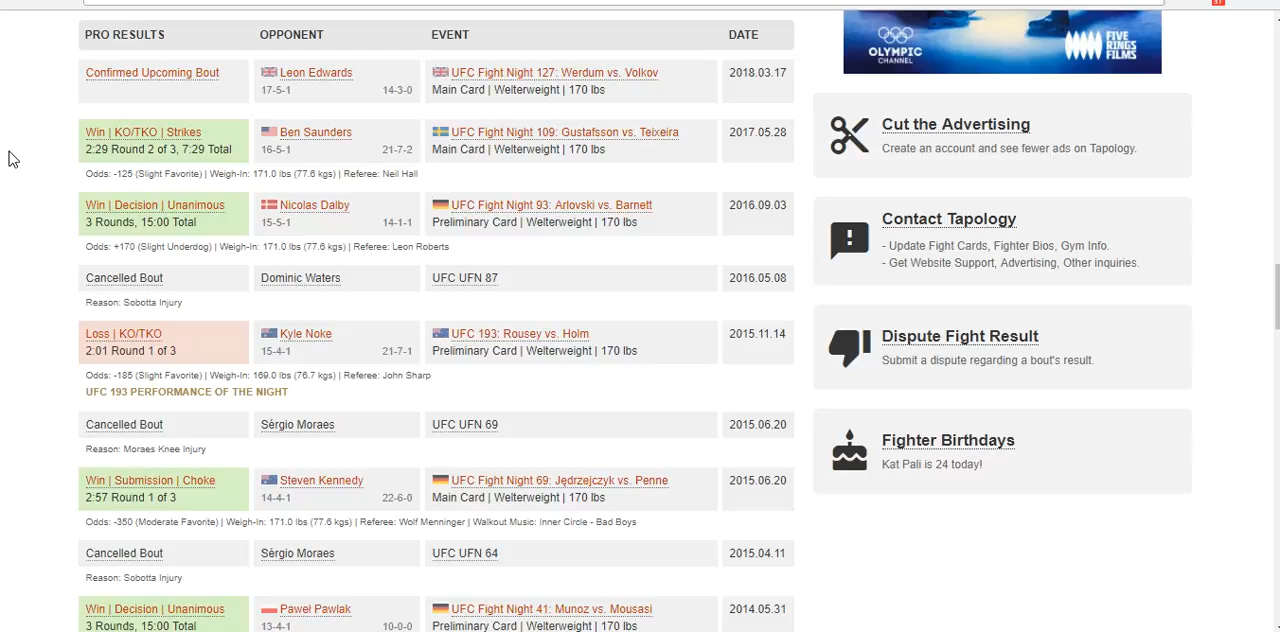 31
PRO RESULTS OPPONENT EVENT DATE
Confirmed Upcoming Bout Leon Edwards UFC Fight Night 127: Werdum vs. Volkov 2018.03.17
17-5-1 14-3-0 Main Card | Welterweight | 170 lbs
Win | KO/TKO | Strikes Ben Saunders UFC Fight Night 109: Gustafsson vs. Teixeira 2017.05.28
2:29 Round 2 of 3, 7:29 Total 16-5-1 21-7-2 Main Card | Welterweight | 170 lbs
Odds: -125 (Slight Favorite) | Weigh-In: 171.0 lbs (77.6 kgs) | Referee: Neil Hall
Win | Decision | Unanimous Nicolas Dalby UFC Fight Night 93: Arlovski vs. Barnett 2016.09.03
3 Rounds, 15:00 Total 15-5-1 14-1-1 Preliminary Card | Welterweight | 170 lbs
Odds: +170 (Slight Underdog) | Weigh-In: 171.0 lbs (77.6 kgs) | Referee: Leon Roberts
Cancelled Bout Dominic Waters UFC UFN 87 2016.05.08
Reason: Sobotta Injury
Loss | KO/TKO Kyle Noke UFC 193: Rousey vs. Holm 2015.11.14
2:01 Round 1 of 3 15-4-1 21-7-1 Preliminary Card | Welterweight | 170 lbs
Odds: -185 (Slight Favorite) | Weigh-In: 169.0 lbs (76.7 kgs) | Referee: John Sharp
UFC 193 PERFORMANCE OF THE NIGHT
Cancelled Bout Sérgio Moraes UFC UFN 69 2015.06.20
Reason: Moraes Knee Injury
Win | Submission | Choke Steven Kennedy UFC Fight Night 69: Jędrzejczyk vs. Penne 2015.06.20
2:57 Round 1 of 3 14-4-1 22-6-0 Main Card | Welterweight | 170 lbs
Odds: -350 (Moderate Favorite) | Weigh-In: 171.0 lbs (77.6 kgs) | Referee: Wolf Menninger | Walkout Music: Inner Circle - Bad Boys
Cancelled Bout Sérgio Moraes UFC UFN 64 2015.04.11
Reason: Sobotta Injury
Win | Decision | Unanimous Paweł Pawlak UFC Fight Night 41: Munoz vs. Mousasi 2014.05.31
3 Rounds, 15:00 Total 13-4-1 10-0-0 Preliminary Card | Welterweight | 170 lbs
OLYMPIC
CHANNEL
FIVE
RINGS
FILMS
Cut the Advertising
Create an account and see fewer ads on Tapology.
Contact Tapology
- Update Fight Cards, Fighter Bios, Gym Info.
- Get Website Support, Advertising, Other inquiries.
Dispute Fight Result
Submit a dispute regarding a bout's result.
Fighter Birthdays
Kat Pali is 24 today!